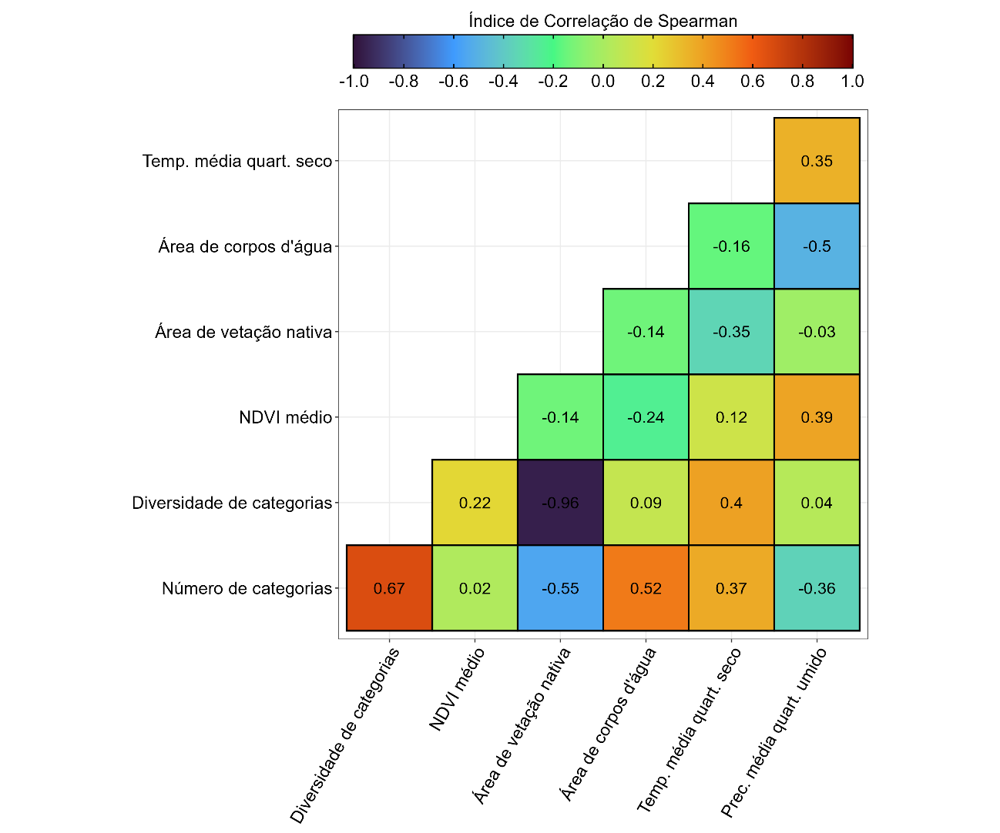 Índice de Correlação de Spearman
-1.0 -0.8 -0.6 -0.4 -0.2 0.0 0.2 0.4 0.6 0.8 1.0
Temp. média quart. seco 0.35
Área de corpos d'água -0.16 -0.5
Área de vetação nativa -0.14 -0.35 -0.03
NDVI médio -0.14 -0.24 0.12 0.39
Diversidade de categorias 0.22 -0.96 0.09 0.4 0.04
Número de categorias 0.67 0.02 -0.55 0.52 0.37 -0.36
Diversidade de categorias
NDVI médio
Área de vetação nativa
Área de corpos d'água
Temp. média quart. seco
Prec. média quart. umido